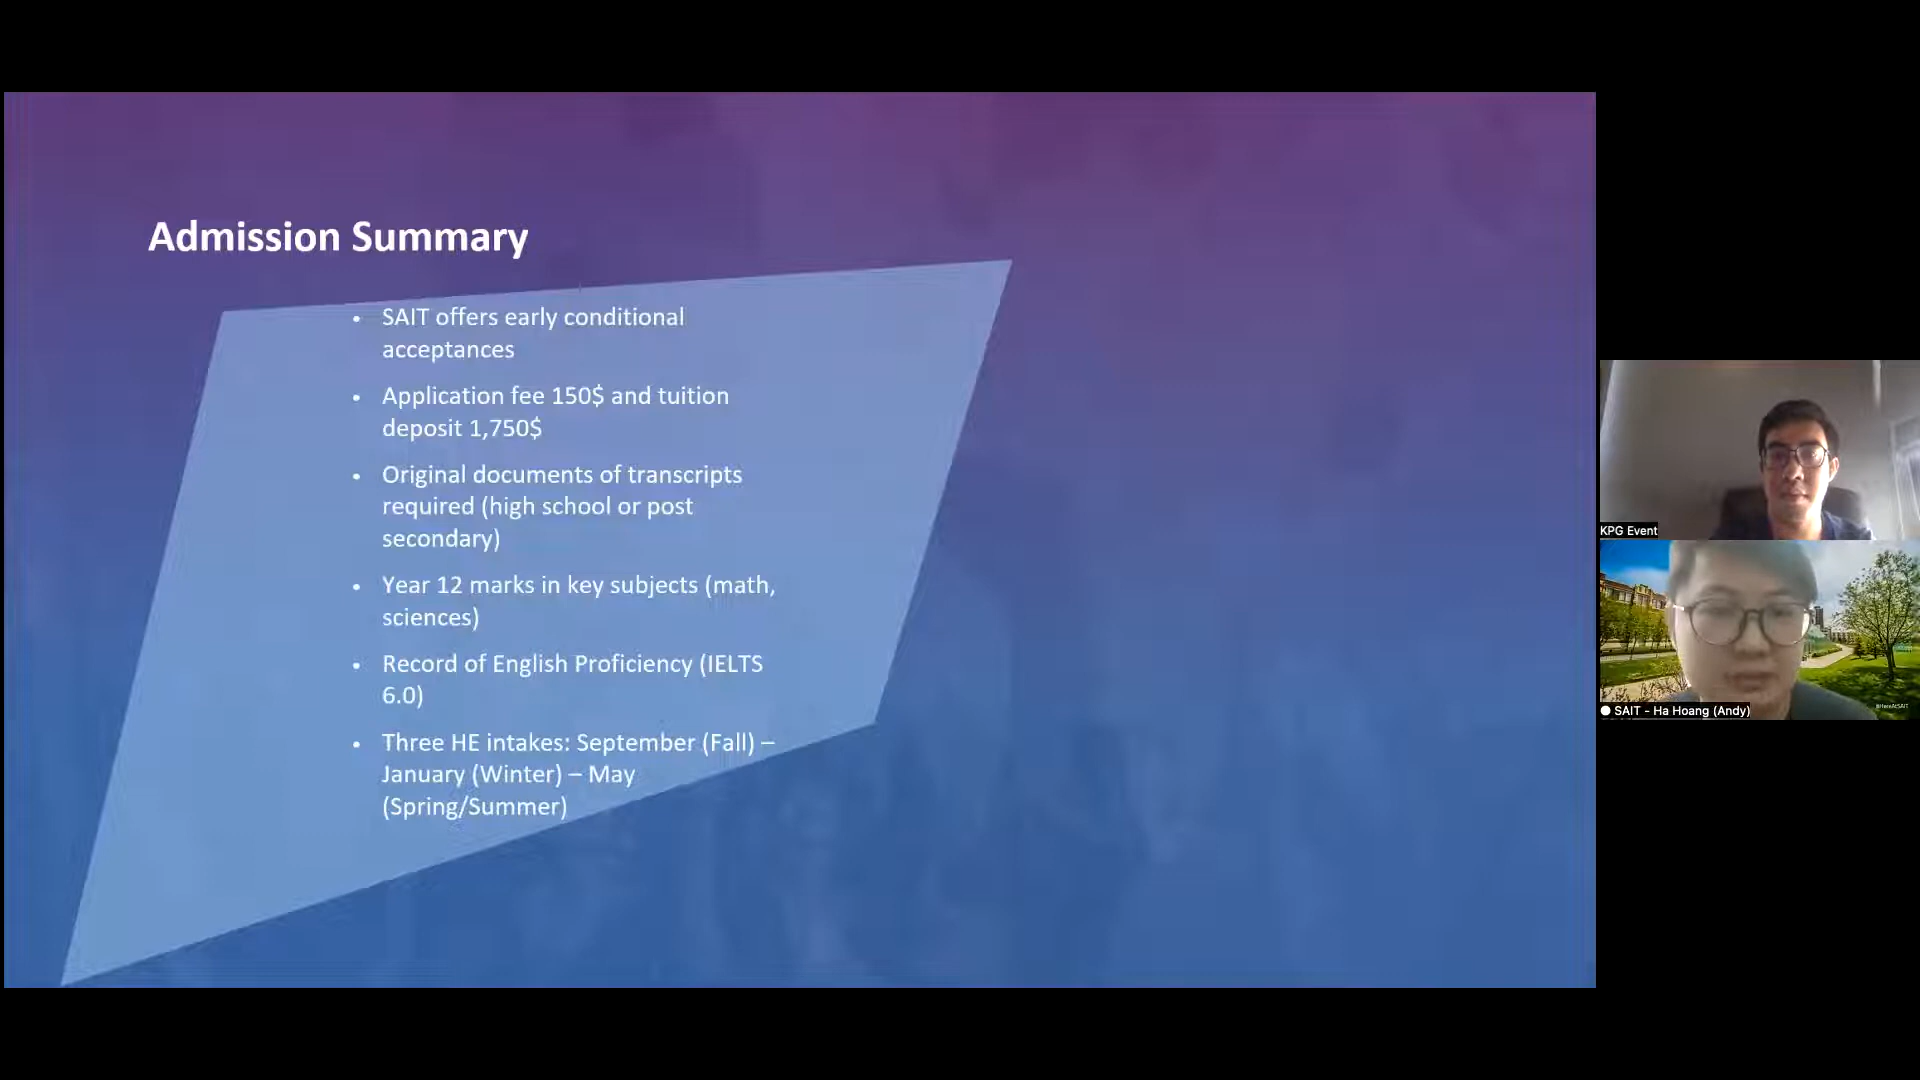 Admission Summary
• SAIT offers early conditional
acceptances
• Application fee 150$ and tuition
deposit 1,750$
• Original documents of transcripts
required (high school or post
secondary)
• Year 12 marks in key subjects (math,
sciences)
• Record of English Proficiency (IELTS
6.0)
• Three HE intakes: September (Fall) –
January (Winter) – May
(Spring/Summer)
KPG Event
#HereAtSAIT
SAIT - Ha Hoang (Andy)